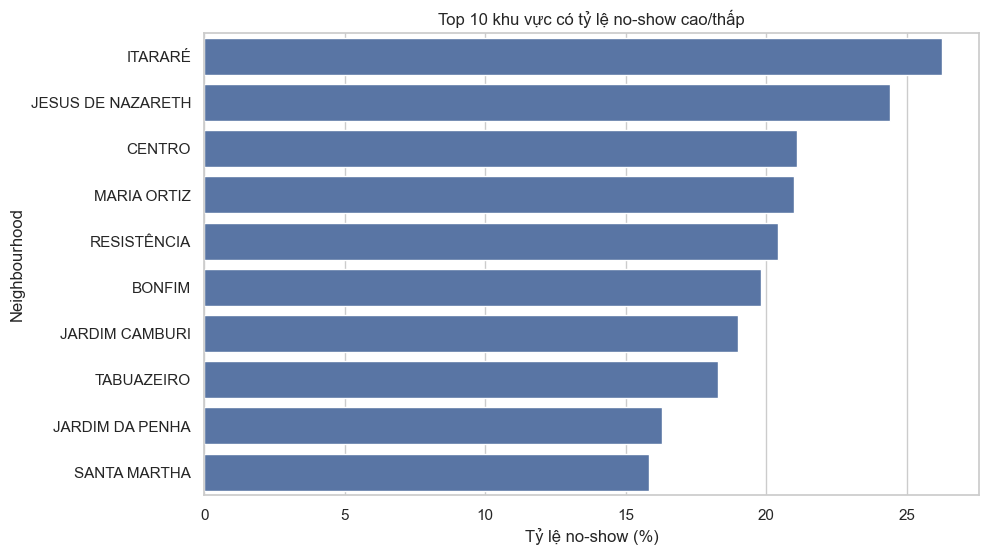 Top 10 khu vực có tỷ lệ no-show cao/thấp
Neighbourhood
ITARARÉ
JESUS DE NAZARETH
CENTRO
MARIA ORTIZ
RESISTÊNCIA
BONFIM
JARDIM CAMBURI
TABUAZEIRO
JARDIM DA PENHA
SANTA MARTHA
0 5 10 15 20 25
Tỷ lệ no-show (%)